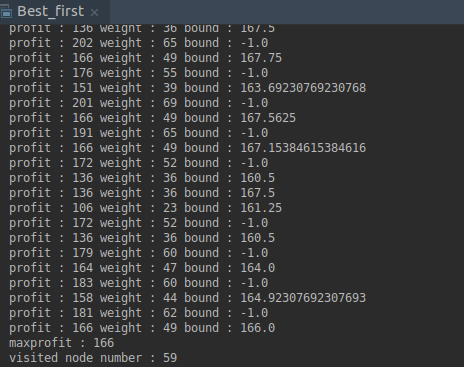 Best_first
profit : 136 weight : 36 bound : 167.5
profit : 202 weight : 65 bound : -1.0
profit : 166 weight : 49 bound : 167.75
profit : 176 weight : 55 bound : -1.0
profit : 151 weight : 39 bound : 163.69230769230768
profit : 201 weight : 69 bound : -1.0
profit : 166 weight : 49 bound : 167.5625
profit : 191 weight : 65 bound : -1.0
profit : 166 weight : 49 bound : 167.15384615384616
profit : 172 weight : 52 bound : -1.0
profit : 136 weight : 36 bound : 160.5
profit : 136 weight : 36 bound : 167.5
profit : 106 weight : 23 bound : 161.25
profit : 172 weight : 52 bound : -1.0
profit : 136 weight : 36 bound : 160.5
profit : 179 weight : 60 bound : -1.0
profit : 164 weight : 47 bound : 164.0
profit : 183 weight : 60 bound : -1.0
profit : 158 weight : 44 bound : 164.92307692307693
profit : 181 weight : 62 bound : -1.0
profit : 166 weight : 49 bound : 166.0
maxprofit : 166
visited node number : 59